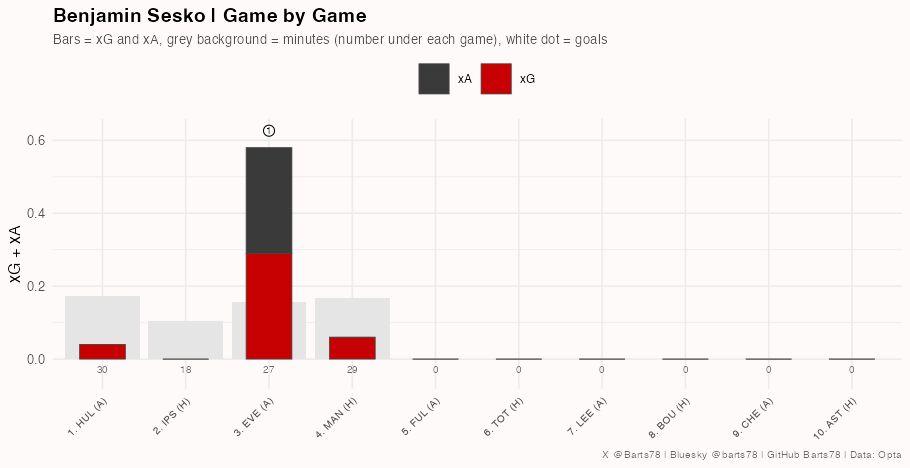 Benjamin Sesko | Game by Game
Bars = xG and xA, grey background = minutes (number under each game), white dot = goals
xA xG
xG + xA
0.6
0.4
0.2
0.0
1
30 18 27 29 0 0 0 0 0 0
1. HUL (A) 2. IPS (H) 3. EVE (A) 4. MAN (H) 5. FUL (A) 6. TOT (H) 7. LEE (A) 8. BOU (H) 9. CHE (A) 10. AST (H)
X @Barts78 | Bluesky @barts78 | GitHub Barts78 | Data: Opta